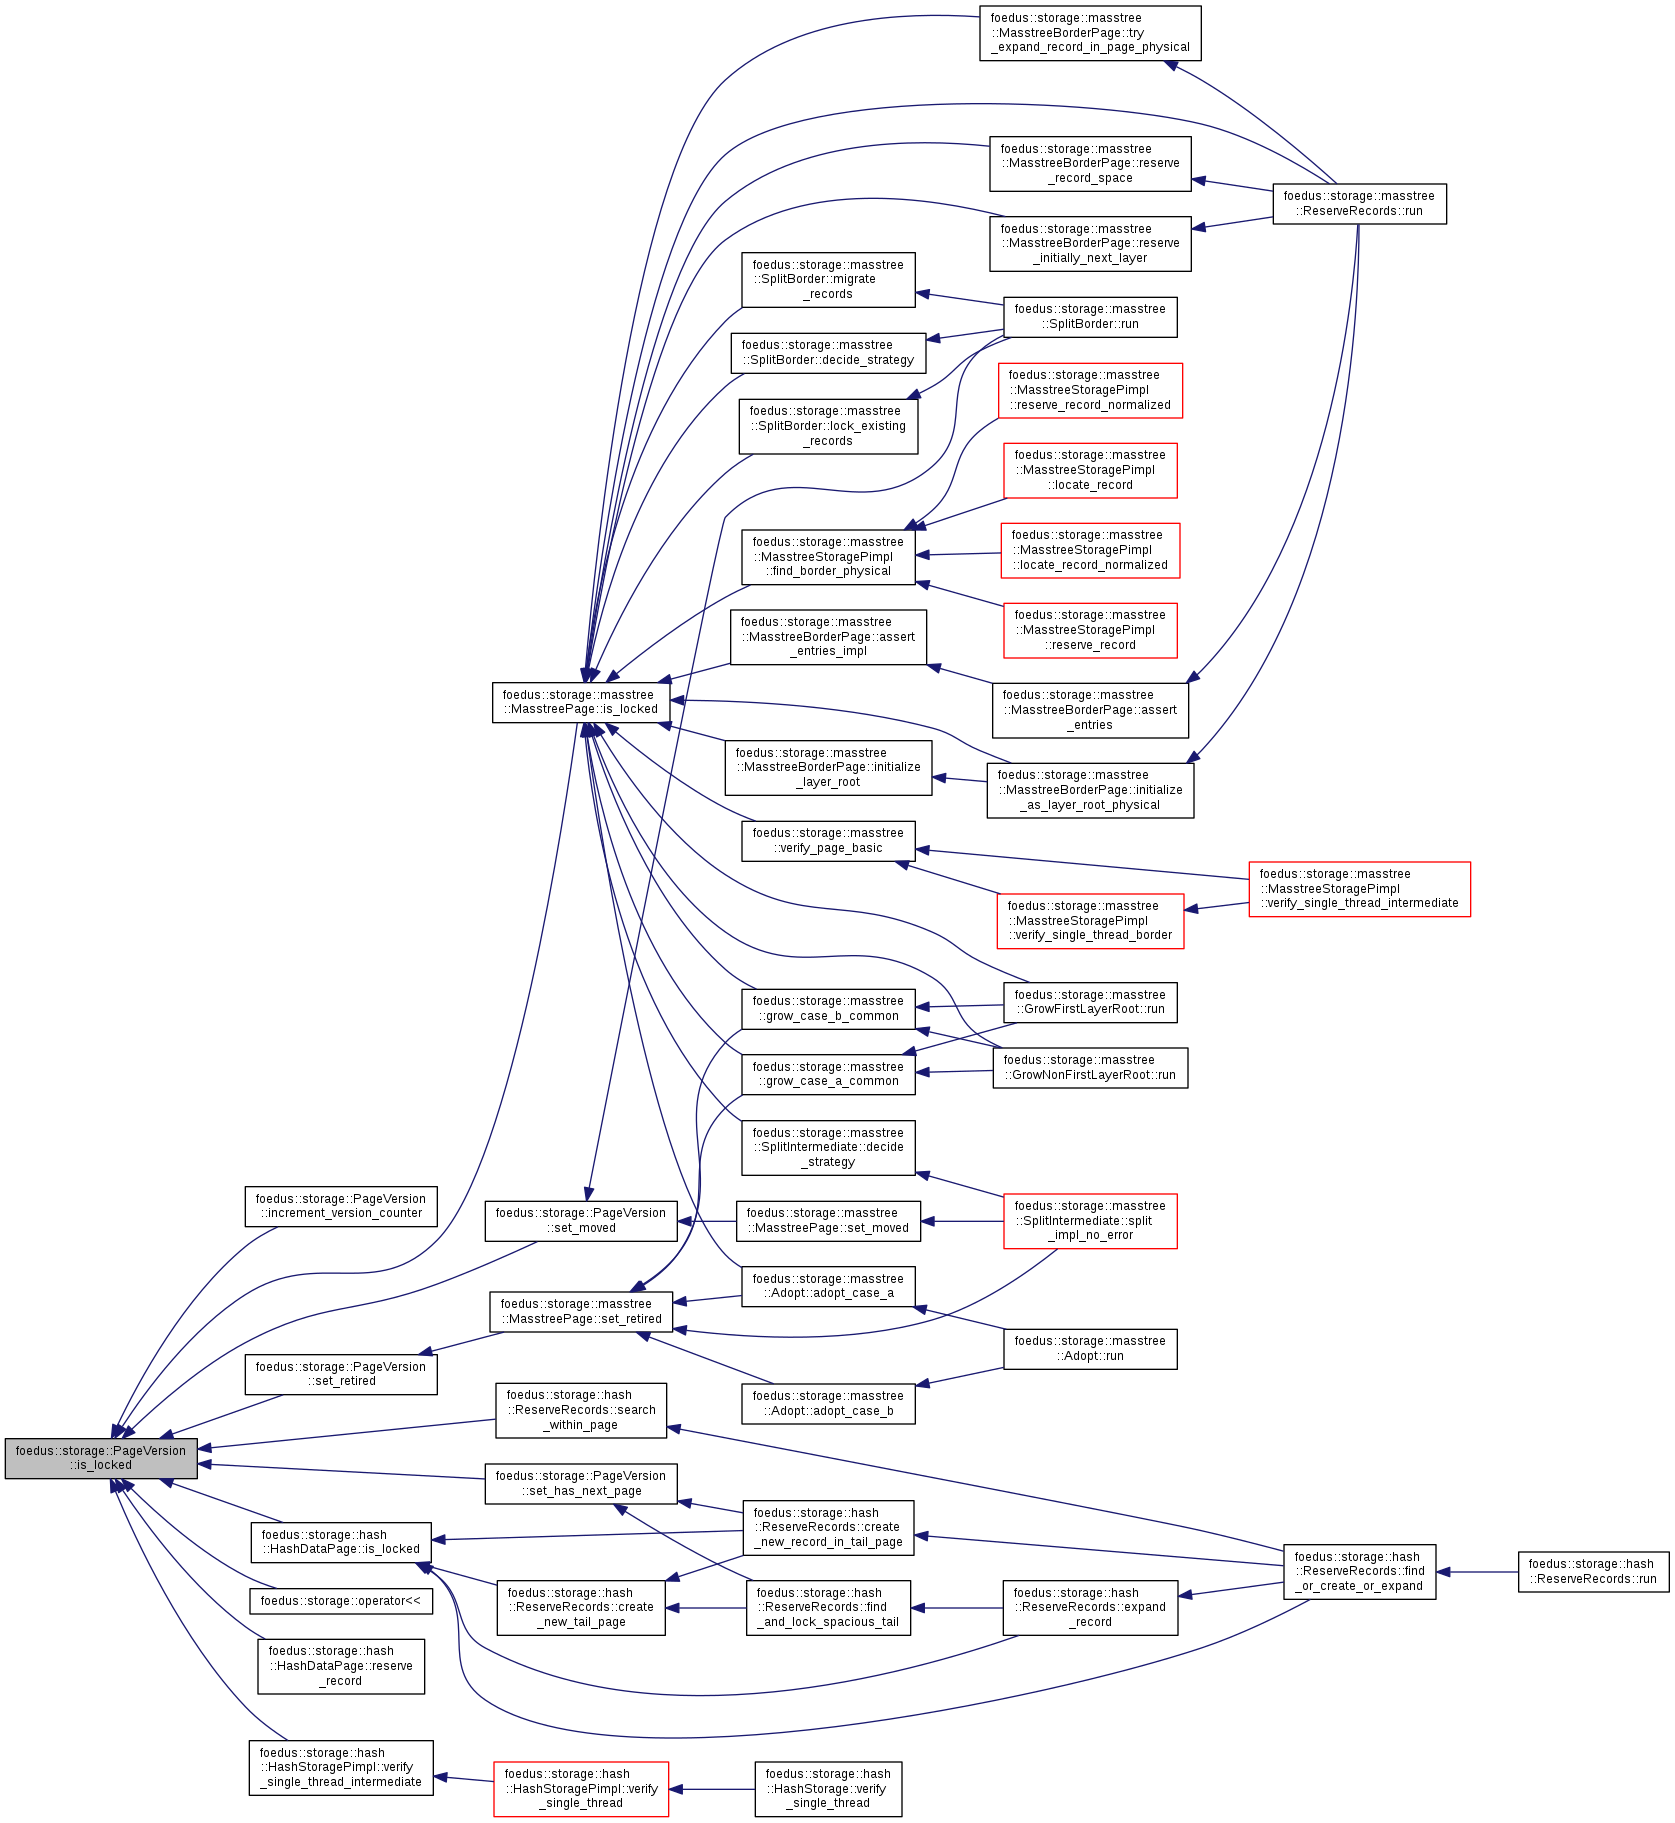 foedus::storage::masstree
::MasstreeBorderPage::try
_expand_record_in_page_physical
foedus::storage::masstree
::MasstreeBorderPage::reserve
_record_space
foedus::storage::masstree
::ReserveRecords::run
foedus::storage::masstree
::MasstreeBorderPage::reserve
_initially_next_layer
foedus::storage::masstree
::SplitBorder::migrate
_records
foedus::storage::masstree
::SplitBorder::run
foedus::storage::masstree
::SplitBorder::decide_strategy
foedus::storage::masstree
::MasstreeStoragePimpl
::reserve_record_normalized
foedus::storage::masstree
::SplitBorder::lock_existing
_records
foedus::storage::masstree
::MasstreeStoragePimpl
::locate_record
foedus::storage::masstree
::MasstreeStoragePimpl
::find_border_physical
foedus::storage::masstree
::MasstreeStoragePimpl
::locate_record_normalized
foedus::storage::masstree
::MasstreeStoragePimpl
::reserve_record
foedus::storage::masstree
::MasstreeBorderPage::assert
_entries_impl
foedus::storage::masstree
::MasstreePage::is_locked
foedus::storage::masstree
::MasstreeBorderPage::assert
_entries
foedus::storage::masstree
::MasstreeBorderPage::initialize
_layer_root
foedus::storage::masstree
::MasstreeBorderPage::initialize
_as_layer_root_physical
foedus::storage::masstree
::verify_page_basic
foedus::storage::masstree
::MasstreeStoragePimpl
::verify_single_thread_intermediate
foedus::storage::masstree
::MasstreeStoragePimpl
::verify_single_thread_border
foedus::storage::masstree
::grow_case_b_common
foedus::storage::masstree
::GrowFirstLayerRoot::run
foedus::storage::masstree
::grow_case_a_common
foedus::storage::masstree
::GrowNonFirstLayerRoot::run
foedus::storage::masstree
::SplitIntermediate::decide
_strategy
foedus::storage::PageVersion
::increment_version_counter
foedus::storage::PageVersion
::set_moved
foedus::storage::masstree
::MasstreePage::set_moved
foedus::storage::masstree
::SplitIntermediate::split
_impl_no_error
foedus::storage::masstree
::Adopt::adopt_case_a
foedus::storage::masstree
::MasstreePage::set_retired
foedus::storage::masstree
::Adopt::run
foedus::storage::PageVersion
::set_retired
foedus::storage::masstree
::Adopt::adopt_case_b
foedus::storage::hash
::ReserveRecords::search
_within_page
foedus::storage::PageVersion
::is_locked
foedus::storage::PageVersion
::set_has_next_page
foedus::storage::hash
::ReserveRecords::create
_new_record_in_tail_page
foedus::storage::hash
::HashDataPage::is_locked
foedus::storage::hash
::ReserveRecords::find
_or_create_or_expand
foedus::storage::hash
::ReserveRecords::run
foedus::storage::operator<<
foedus::storage::hash
::ReserveRecords::create
_new_tail_page
foedus::storage::hash
::ReserveRecords::find
_and_lock_spacious_tail
foedus::storage::hash
::ReserveRecords::expand
_record
foedus::storage::hash
::HashDataPage::reserve
_record
foedus::storage::hash
::HashStoragePimpl::verify
_single_thread_intermediate
foedus::storage::hash
::HashStoragePimpl::verify
_single_thread
foedus::storage::hash
::HashStorage::verify
_single_thread